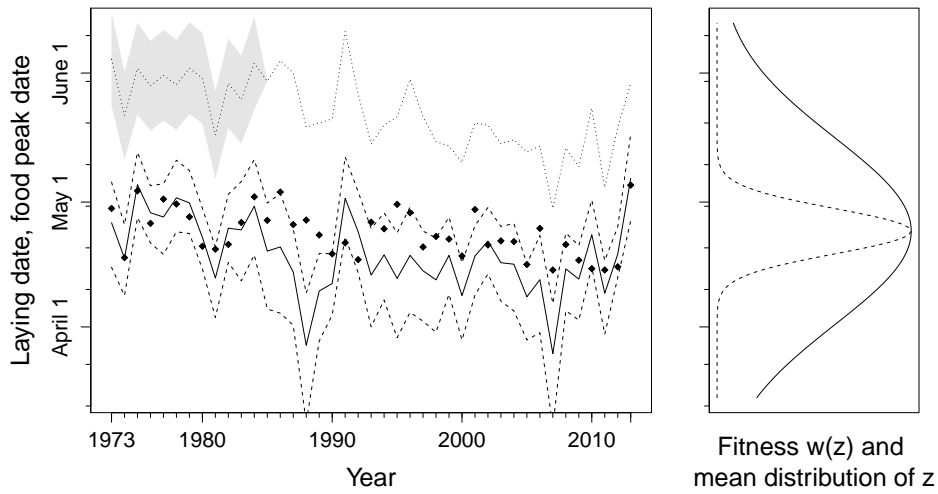 Laying date, food peak date
June 1
May 1
April 1
1973
1980
1990
2000
2010
Year
Fitness w(z) and
mean distribution of z